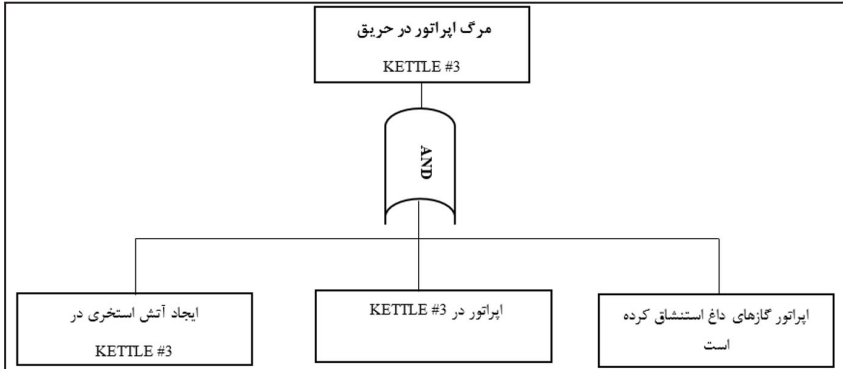 مرگ اپراتور در حریق
KETTLE #3
AND
اپراتور گازهای داغ استنشاق کرده
است
اپراتور در KETTLE #3
ایجاد آتش استخری در
KETTLE #3